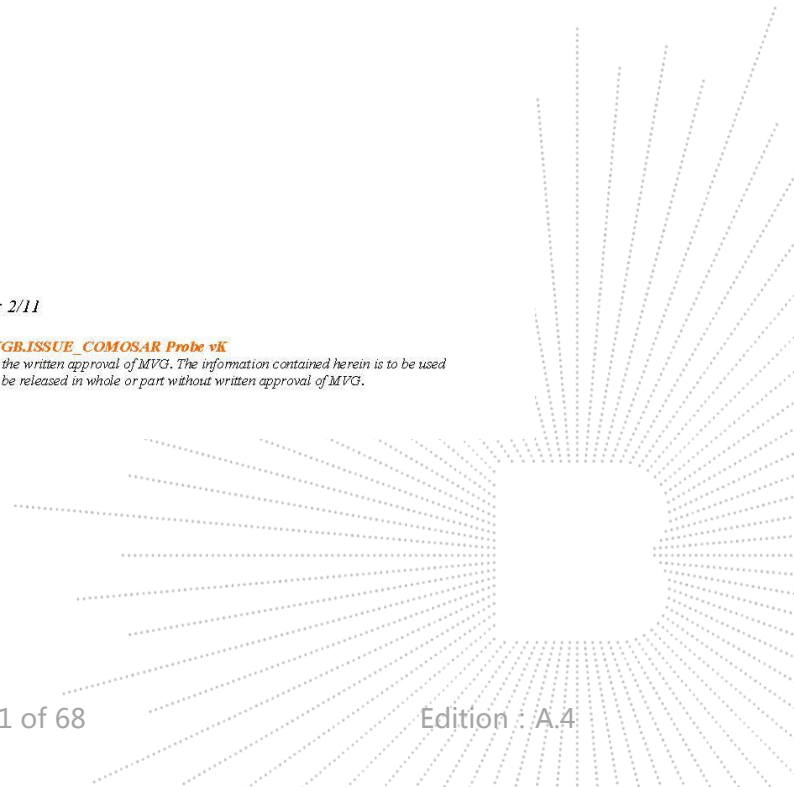 : 2/11
GB.ISSUE_COMOSAR Probe vK
the written approval of MVG. The information contained herein is to be used
be released in whole or part without written approval of MVG.
1 of 68 Edition : A.4